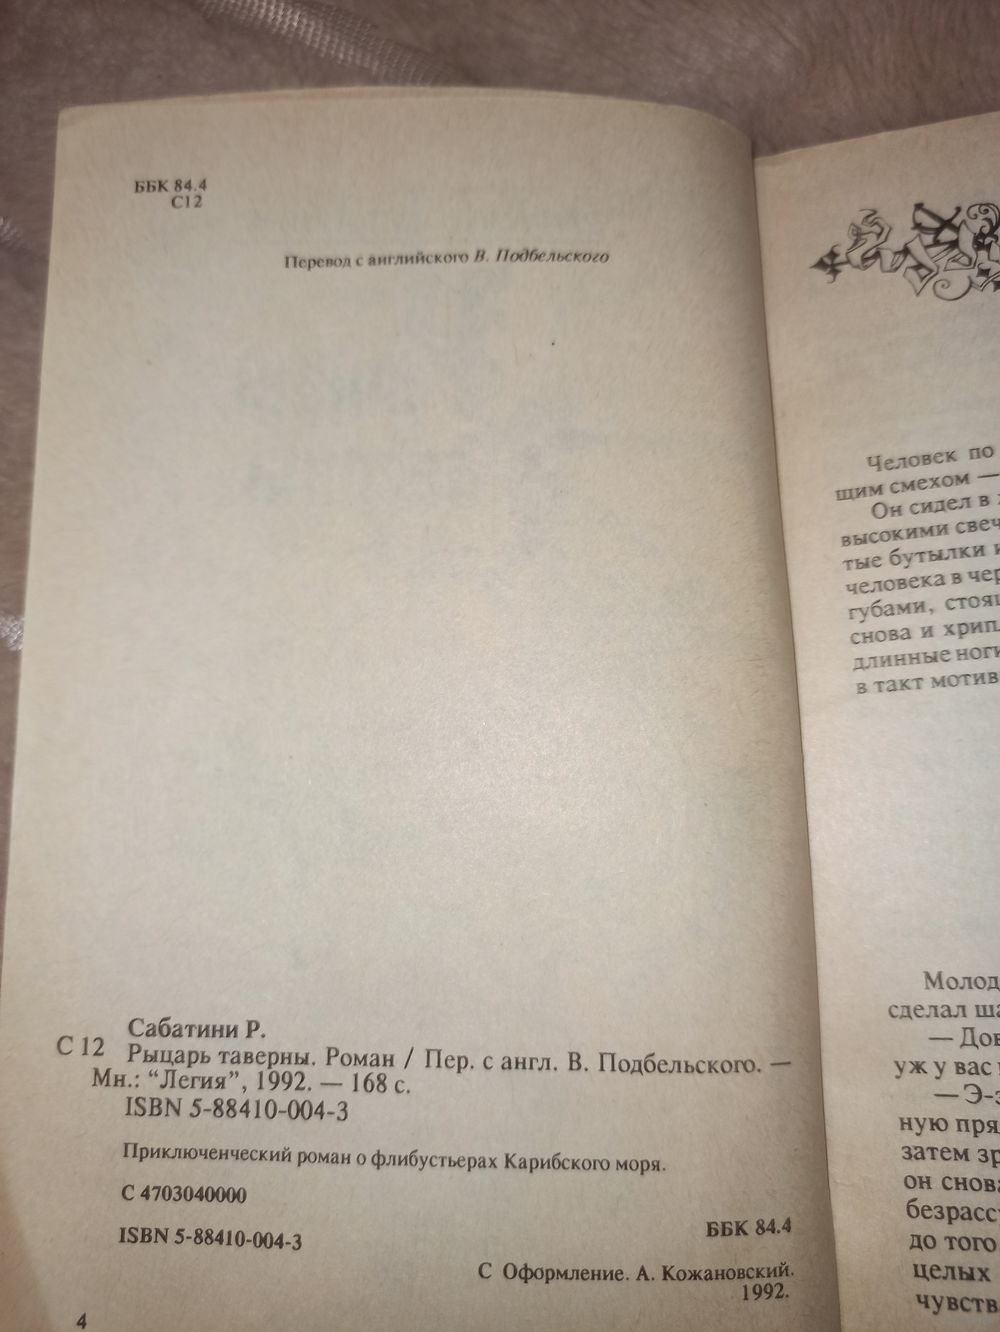 ББК 84.4
С12
Перевод с английского В. Подбельского
Сабатини Р.
С 12
Рыцарь таверны. Роман / Пер. с англ. В. Подбельского. —
Мн.: “Легия”, 1992. — 168 с.
ISBN 5-88410-004-3
Приключенческий роман о флибустьерах Карибского моря.
С 4703040000
ISBN 5-88410-004-3
ББК 84.4
С Оформление. А. Кожановский.
1992.
4
Человек по
щим смехом —
Он сидел в
высокими свеч
тые бутылки и
человека в чер
губами, стоящ
снова и хрип
длинные ноги
в такт мотив
Молод
сделал ша
— Дов
уж у вас
— Э-э
ную пря
затем зр
он снова
безрасс
до того
целых
чувств